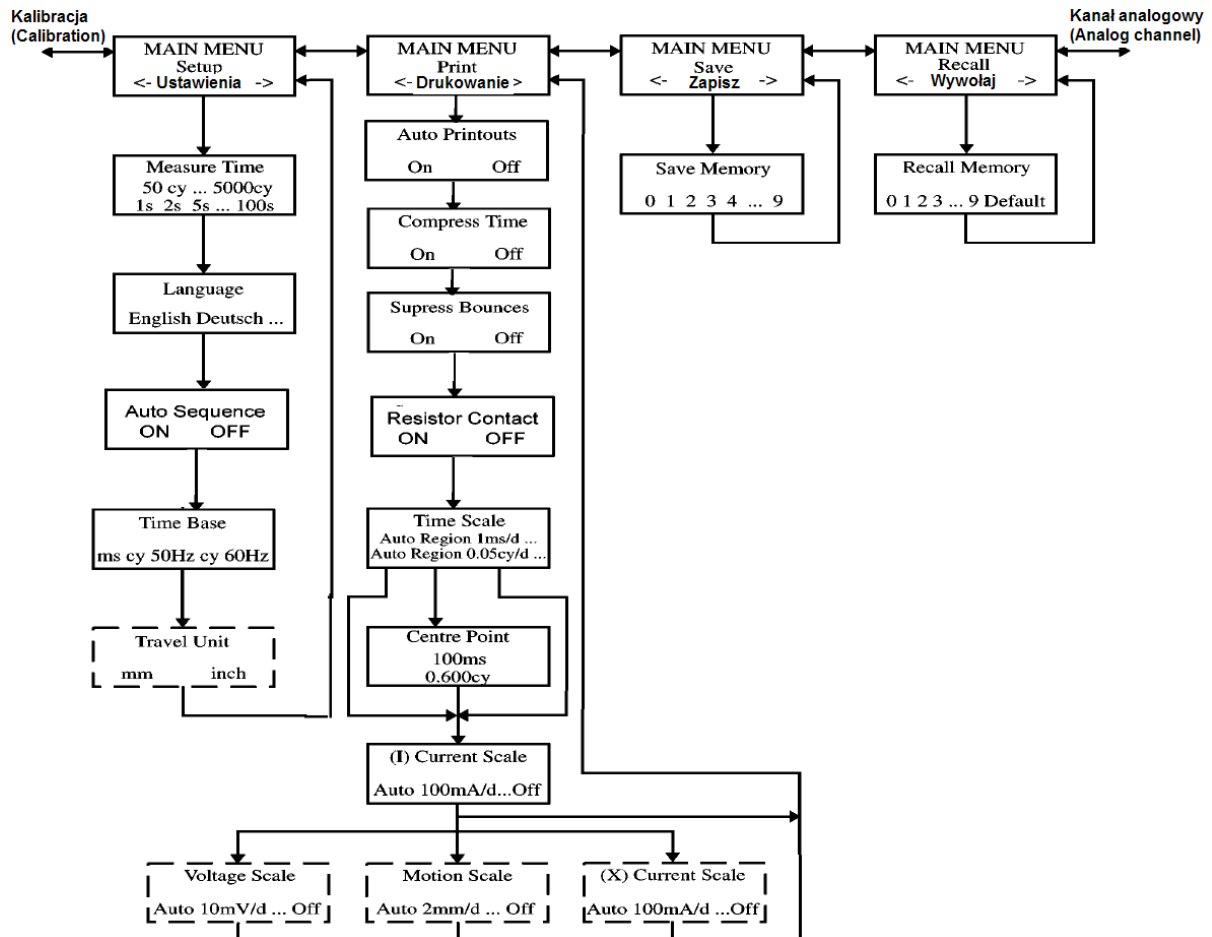 Kalibracja
(Calibration)
MAIN MENU
Setup
<- Ustawienia ->
MAIN MENU
Print
<- Drukowanie >
MAIN MENU
Save
<- Zapisz ->
MAIN MENU
Recall
<- Wywołaj ->
Kanał analogowy
(Analog channel)
Measure Time
50 cy ... 5000cy
1s 2s 5s ... 100s
Language
English Deutsch ...
Auto Sequence
ON OFF
Time Base
ms cy 50Hz cy 60Hz
Travel Unit
mm inch
Auto Printouts
On Off
Compress Time
On Off
Supress Bounces
On Off
Resistor Contact
ON OFF
Time Scale
Auto Region 1ms/d ...
Auto Region 0.05cy/d ...
Centre Point
100ms
0.600cy
(I) Current Scale
Auto 100mA/d...Off
Voltage Scale
Auto 10mV/d ... Off
Motion Scale
Auto 2mm/d ... Off
(X) Current Scale
Auto 100mA/d ...Off
Save Memory
0 1 2 3 4 ... 9
Recall Memory
0 1 2 3 ... 9 Default